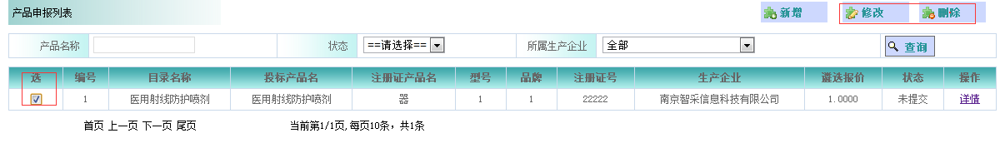 产品申报列表 新增 修改 删除
产品名称 状态 ==请选择== 所属生产企业 全部 查询
选 编号 目录名称 投标产品名 注册证产品名 型号 品牌 注册证号 生产企业 遴选报价 状态 操作
1 医用射线防护喷剂 医用射线防护喷剂 器 1 1 22222 南京智采信息科技有限公司 1.0000 未提交 详情
首页 上一页 下一页 尾页 当前第1/1页,每页10条，共1条